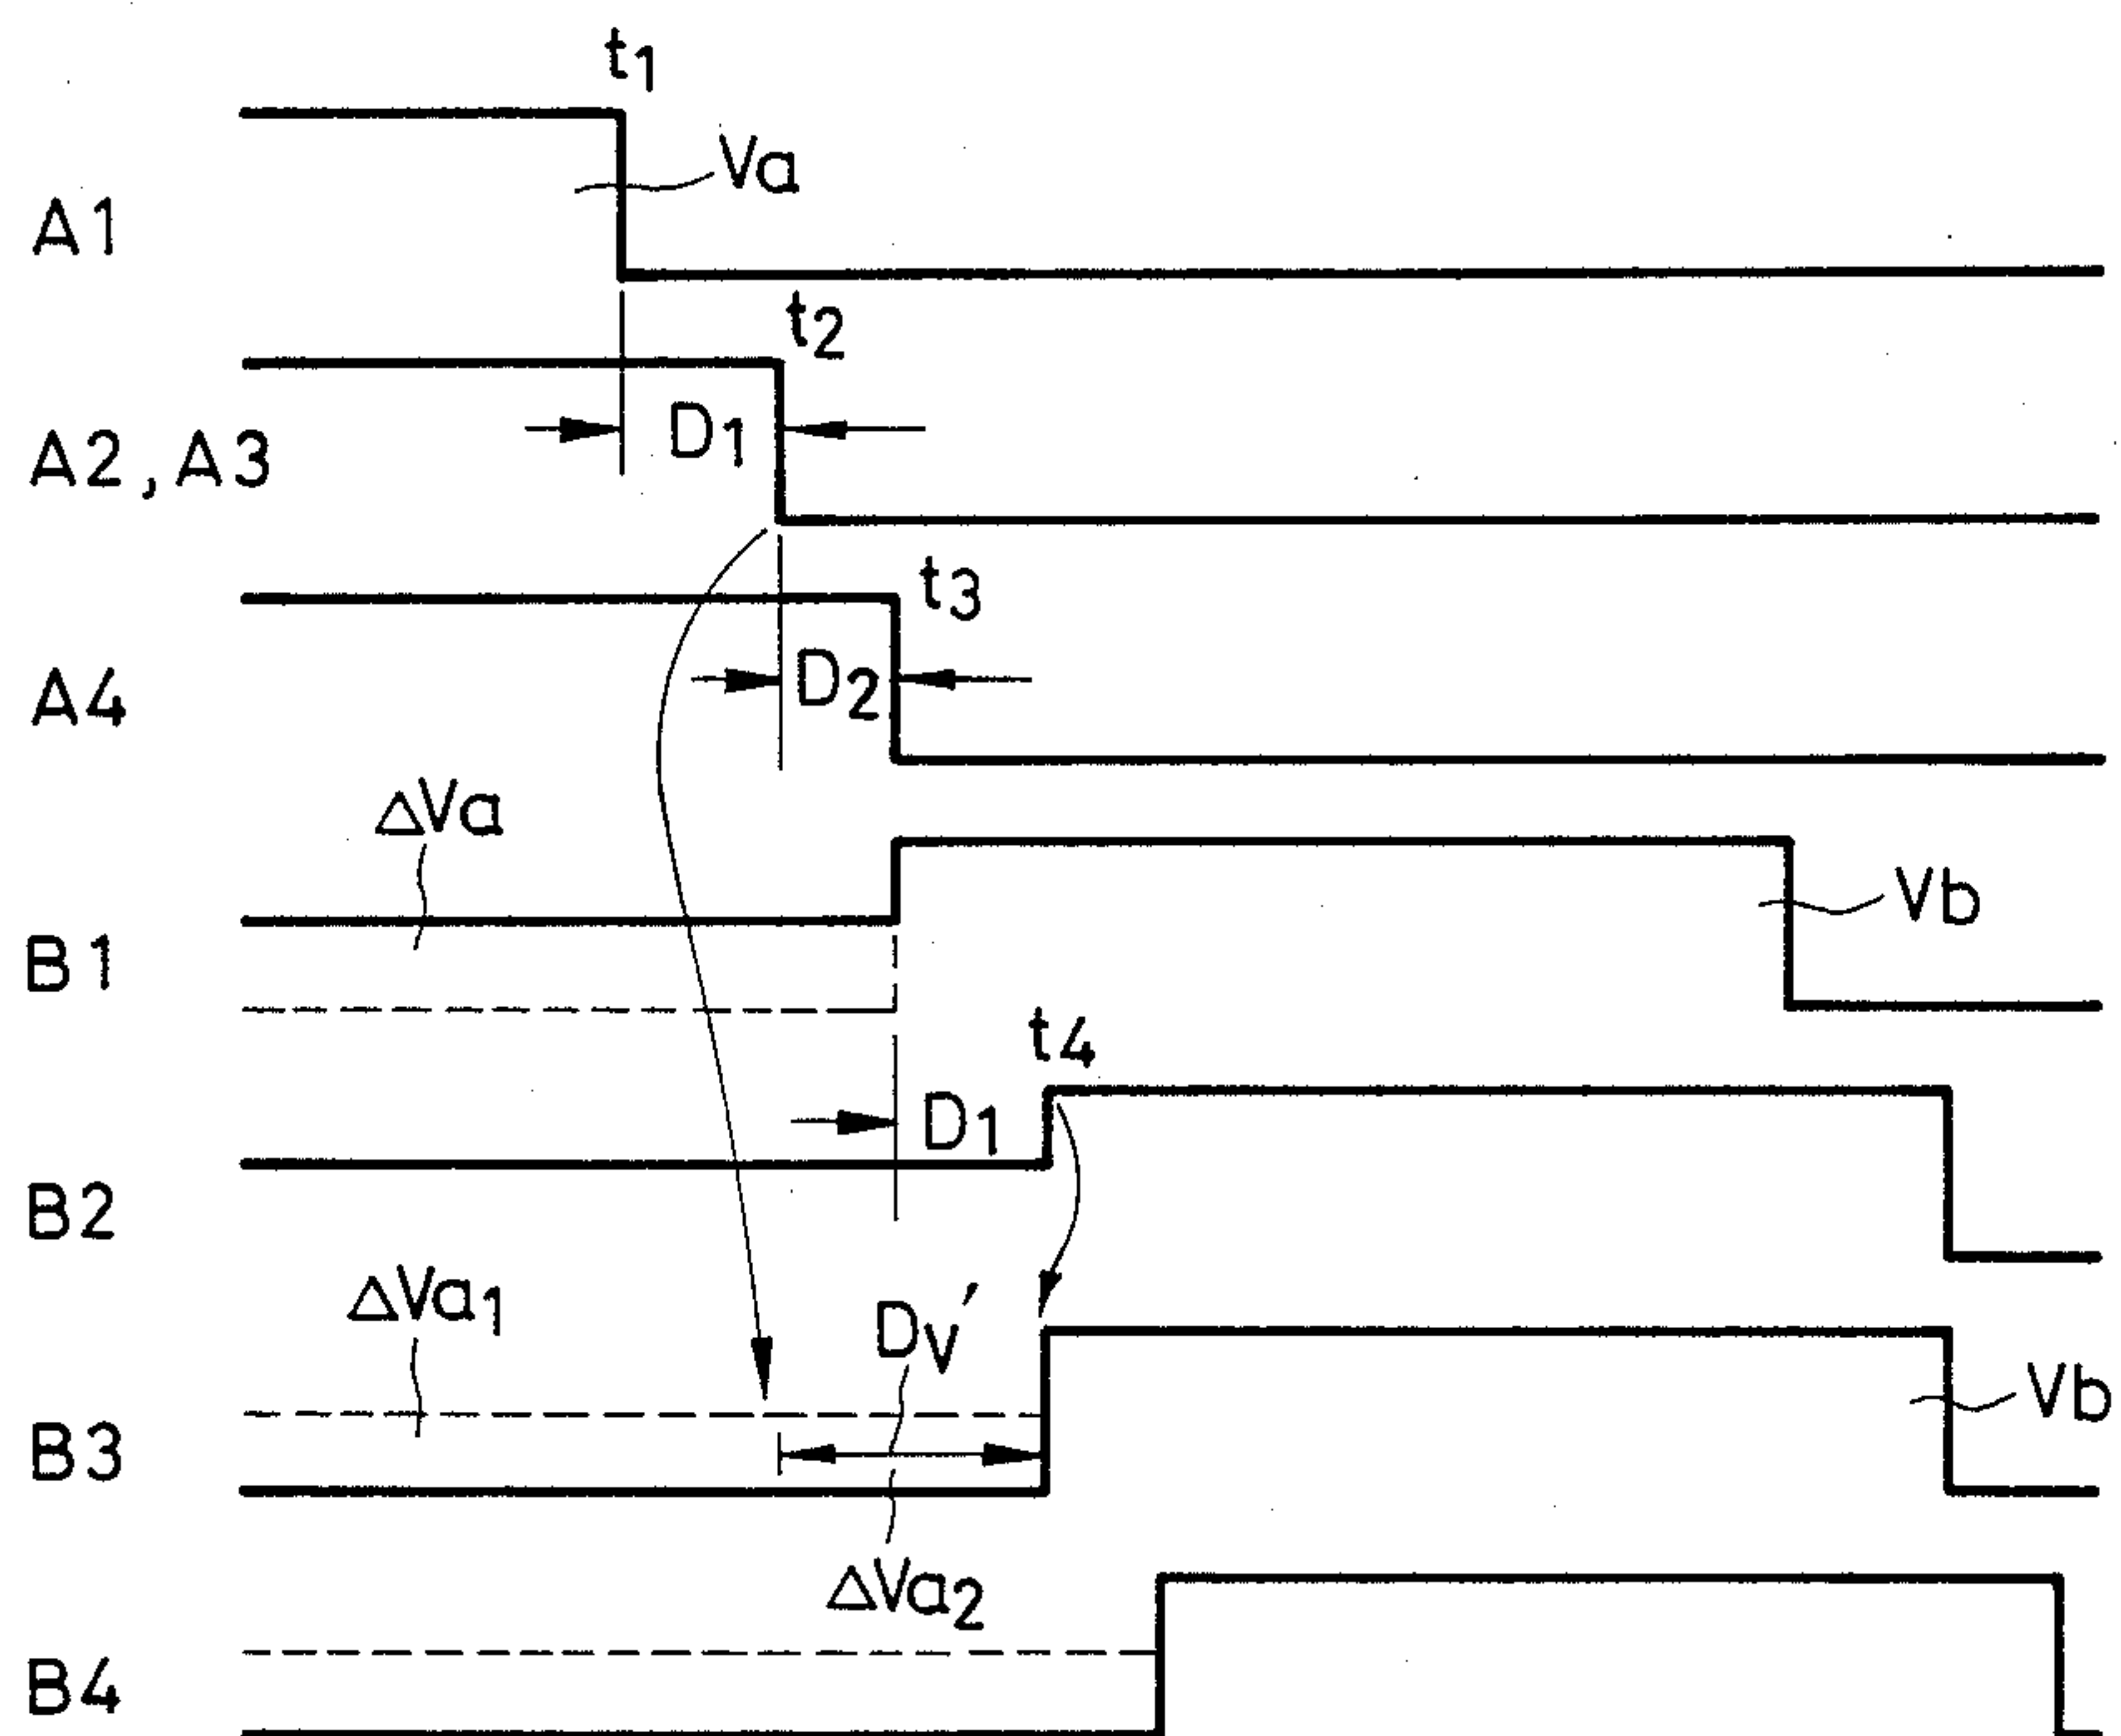 t1
Va
A1
t2
D1
A2,A3
t3
D2
A4
ΔVa
Vb
B1
t4
D1
B2
ΔVa1
Dv'
Vb
B3
ΔVa2
B4